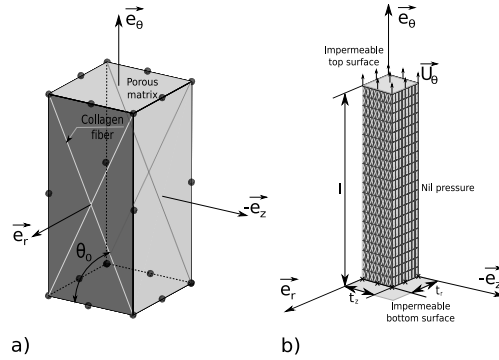 e_θ
Porous
matrix
Collagen
fiber
e_r
-e_z
θ_0
a)
e_θ
Impermeable
top surface
U_θ
l
Nil pressure
e_r
t_z
t_r
-e_z
Impermeable
bottom surface
b)